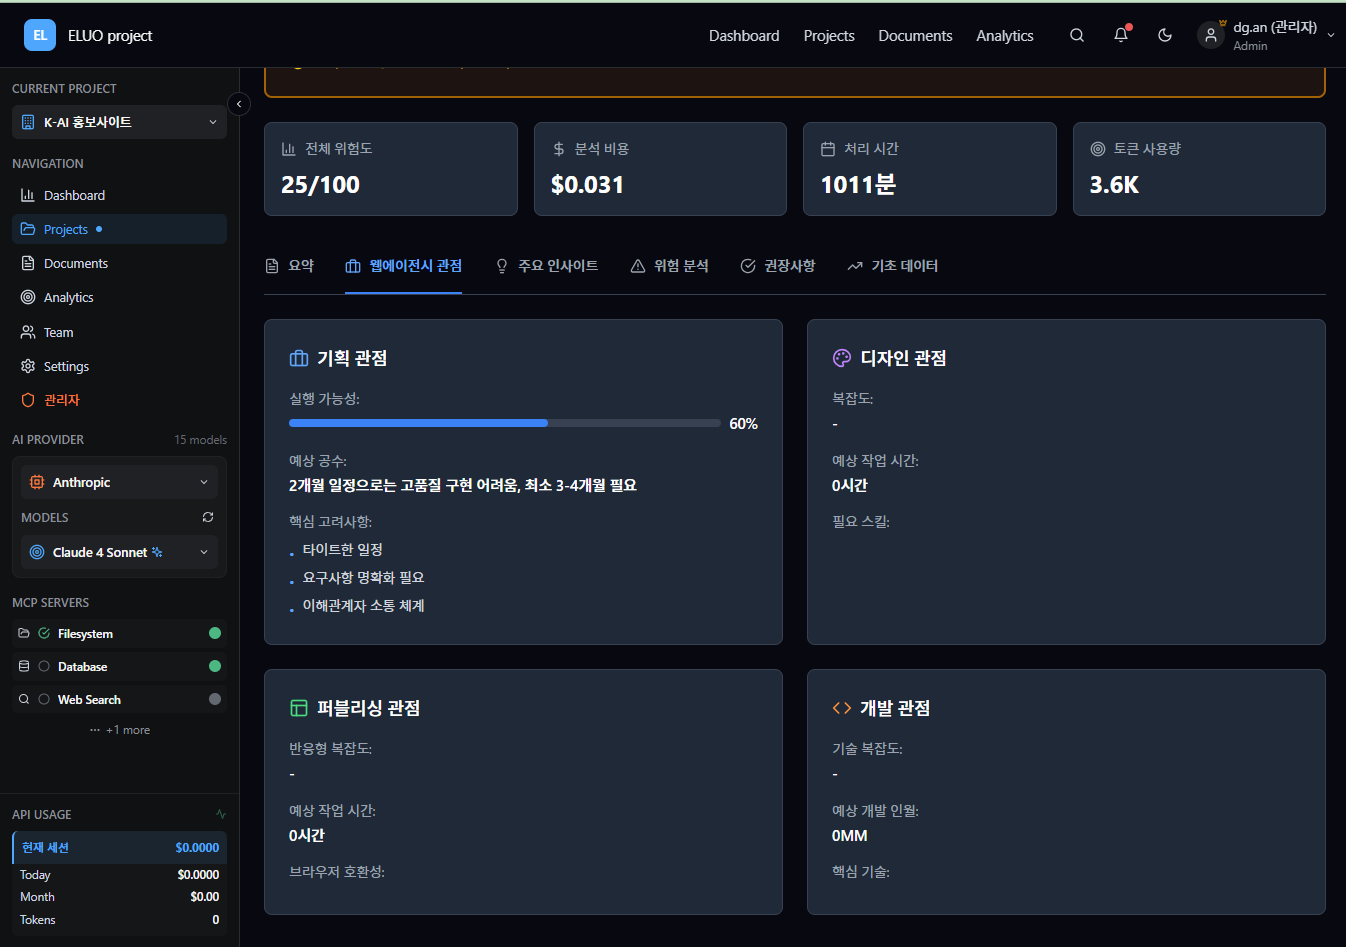 EL ELUO project
Dashboard Projects Documents Analytics
dg.an (관리자)
Admin
CURRENT PROJECT
K-AI 홍보사이트
NAVIGATION
Dashboard
Projects
Documents
Analytics
Team
Settings
관리자
AI PROVIDER 15 models
Anthropic
MODELS
Claude 4 Sonnet
MCP SERVERS
Filesystem
Database
Web Search
··· +1 more
API USAGE
현재 세션 $0.0000
Today $0.0000
Month $0.00
Tokens 0
전체 위험도
25/100
분석 비용
$0.031
처리 시간
1011분
토큰 사용량
3.6K
요약 웹에이전시 관점 주요 인사이트 위험 분석 권장사항 기초 데이터
기획 관점
실행 가능성:
60%
예상 공수:
2개월 일정으로는 고품질 구현 어려움, 최소 3-4개월 필요
핵심 고려사항:
• 타이트한 일정
• 요구사항 명확화 필요
• 이해관계자 소통 체계
디자인 관점
복잡도:
-
예상 작업 시간:
0시간
필요 스킬:
퍼블리싱 관점
반응형 복잡도:
-
예상 작업 시간:
0시간
브라우저 호환성:
개발 관점
기술 복잡도:
-
예상 개발 인월:
0MM
핵심 기술: